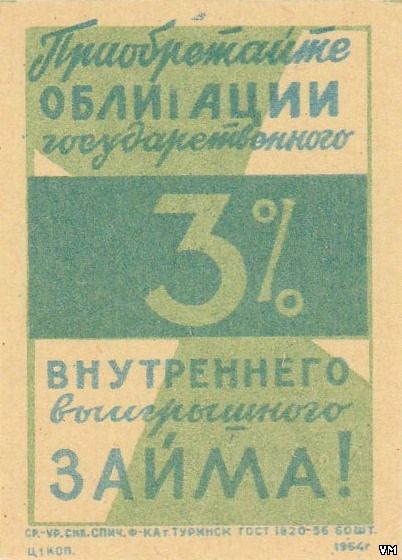 Приобретайте
ОБЛИГАЦИИ
государственного
3%
ВНУТРЕННЕГО
выигрышного
ЗАЙМА!
СР.-УР. СНХ. СПИЧ. Ф-КА г. ТУРИНСК ГОСТ 1820-56 60 ШТ.
Ц 1 КОП. 1964г
VM